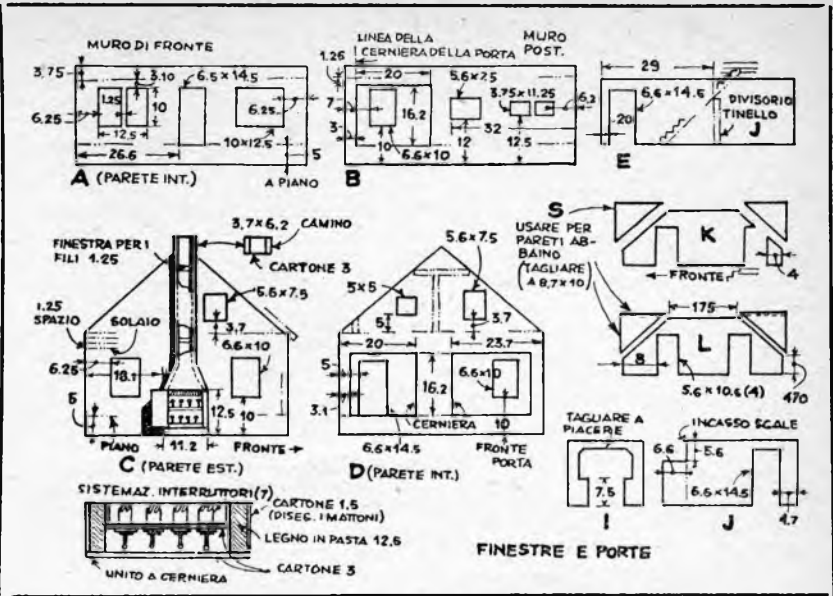 MURO DI FRONTE
3.75
3.10
6.5 x 14.5
1.25
10
6.25
12.5
6.25
10 x 12.5
26.6
5
A (PARETE INT.)
A PIANO
LINEA DELLA
CERNIERA DELLA PORTA
MURO
POST.
1.25
20
5.6 x 7.5
3.75 x 11.25
7
16.2
6.2
3
32
10
6.6 x 10
12
12.5
B
29
6.6 x 14.5
20
DIVISORIO
TINELLO
J
E
3,7 x 6.2
CAMINO
CARTONE 3
FINESTRA PER I
FILI 1.25
5.6 x 7.5
1.25
SPAZIO
SOLAIO
3.7
6.6 x 10
6.25
5
12.5
10
PIANO
11.2
FRONTE
C (PARETE EST.)
5.6 x 7.5
5 x 5
5
3.7
20
23.7
5
16.2
6.6 x 10
3.1
10
CERNIERA
6.6 x 14.5
FRONTE
PORTA
D (PARETE INT.)
S
USARE PER
PARETI AB-
BAINO
(TAGLIARE
A 8,7 x 10)
K
FRONTE
4
175
L
8
5.6 x 10.6 (4)
470
TAGLIARE A
PIACERE
7.5
I
INCASSO SCALE
6.6
5.6
6.6 x 14.5
4.7
J
SISTEMAZ. INTERRUTTORI (7)
CARTONE 1.5
(DISEG. I MATTONI)
LEGNO IN PASTA 12.5
CARTONE 3
UNITO A CERNIERA
FINESTRE E PORTE